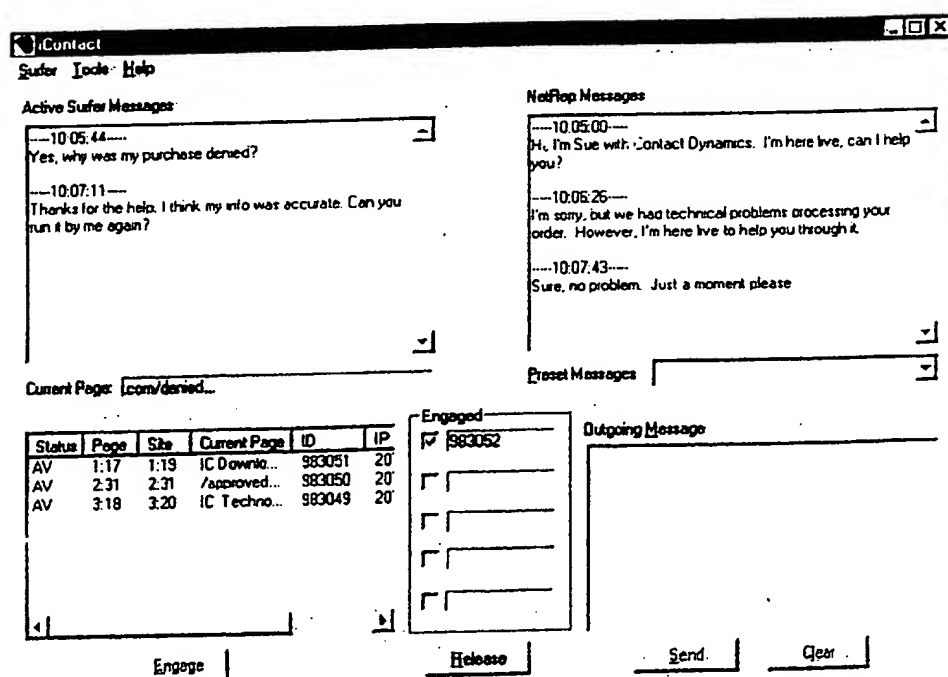 iContact
Surfer Tools Help
Active Surfer Messages
----10:05:44----
Yes, why was my purchase denied?
----10:07:11----
Thanks for the help. I think my info was accurate. Can you
run it by me again?
Current Page: .com/denied...
NetRep Messages
----10:05:00----
Hi, I'm Sue with Contact Dynamics. I'm here live, can I help
you?
----10:06:26----
I'm sorry, but we had technical problems processing your
order. However, I'm here live to help you through it.
----10:07:43----
Sure, no problem. Just a moment please
Preset Messages
Status Page Site Current Page ID IP
AV 1:17 1:19 IC Downlo... 983051 20
AV 2:31 2:31 /approved... 983050 20
AV 3:18 3:20 IC Techno... 983049 20
Engage
Engaged
983052
Release
Outgoing Message
Send
Clear